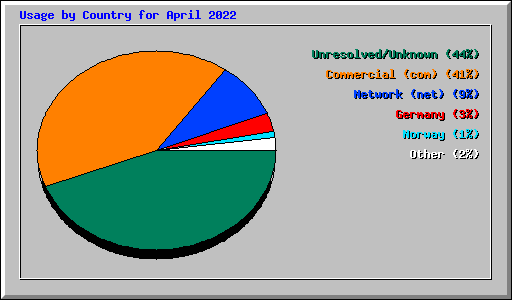 Usage by Country for April 2022
Unresolved/Unknown (44%)
Commercial (com) (41%)
Network (net) (9%)
Germany (3%)
Norway (1%)
Other (2%)